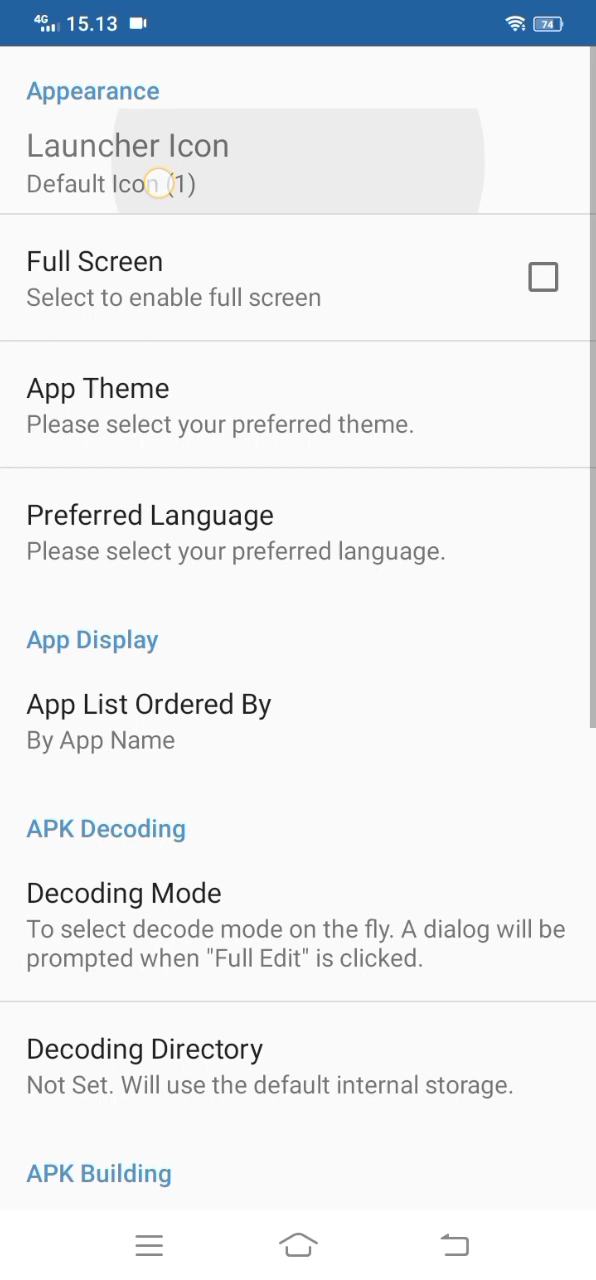 4G 15.13 74
Appearance
Launcher Icon
Default Icon (1)
Full Screen
Select to enable full screen
App Theme
Please select your preferred theme.
Preferred Language
Please select your preferred language.
App Display
App List Ordered By
By App Name
APK Decoding
Decoding Mode
To select decode mode on the fly. A dialog will be
prompted when "Full Edit" is clicked.
Decoding Directory
Not Set. Will use the default internal storage.
APK Building